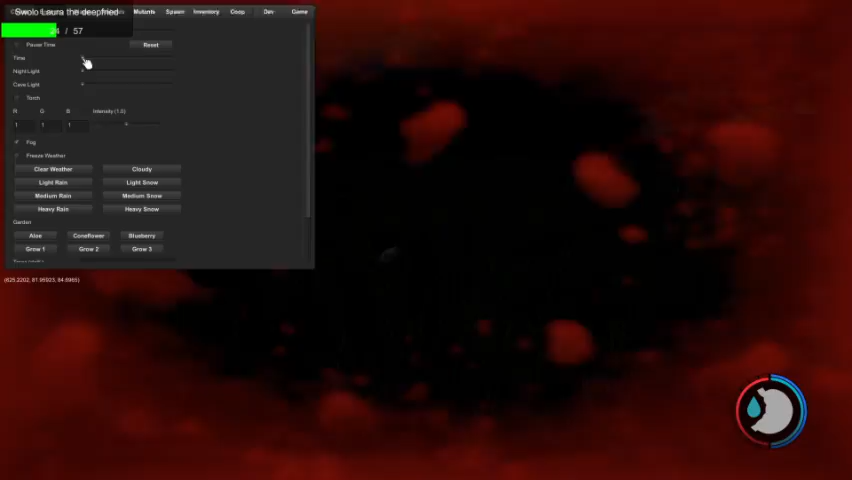 Swolo Laura the deepfried
Mutants Spawn Inventory Coop Dev Game
/ 57
Pause Time Reset
Time
Night Light
Cave Light
Torch
R G B Intensity (1.0)
1 1 1
Fog
Freeze Weather
Clear Weather Cloudy
Light Rain Light Snow
Medium Rain Medium Snow
Heavy Rain Heavy Snow
Garden
Aloe Coneflower Blueberry
Grow 1 Grow 2 Grow 3